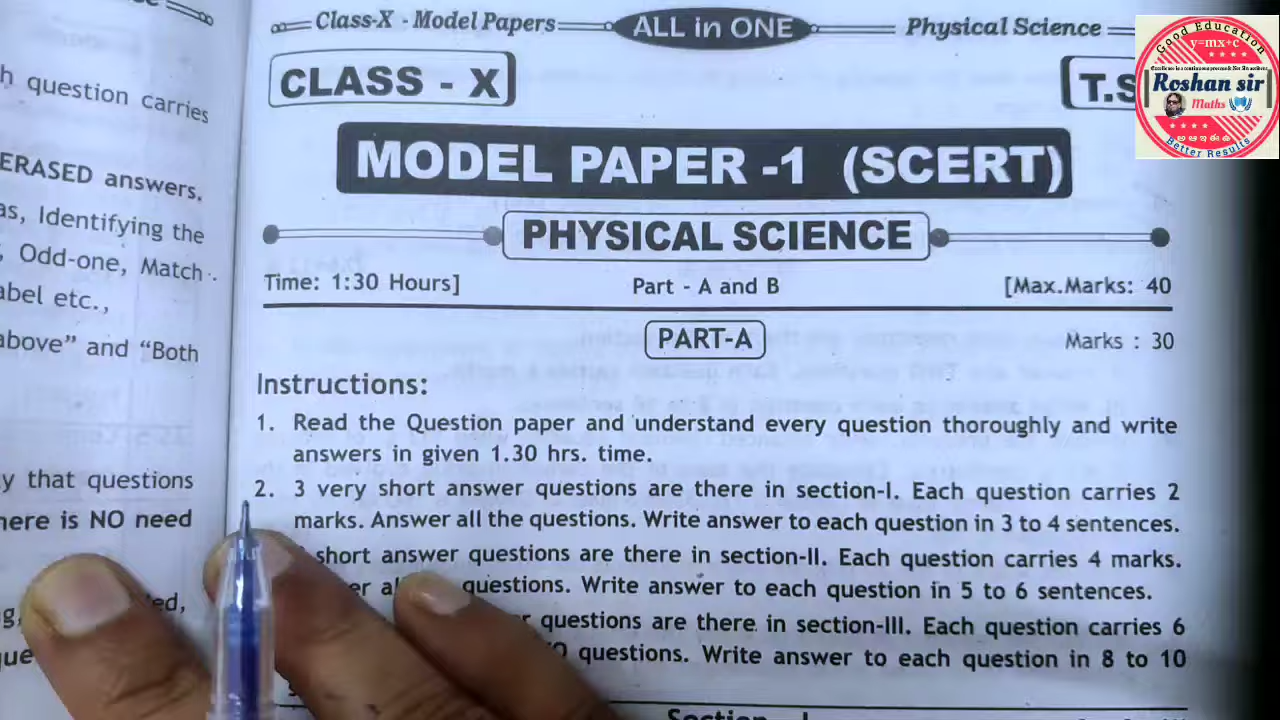 Class-X - Model Papers ALL in ONE Physical Science
CLASS - X T.S
MODEL PAPER -1 (SCERT)
PHYSICAL SCIENCE
Time: 1:30 Hours] Part - A and B [Max.Marks: 40
PART-A Marks : 30
Instructions:
1. Read the Question paper and understand every question thoroughly and write
answers in given 1.30 hrs. time.
2. 3 very short answer questions are there in section-I. Each question carries 2
marks. Answer all the questions. Write answer to each question in 3 to 4 sentences.
short answer questions are there in section-II. Each question carries 4 marks.
questions. Write answer to each question in 5 to 6 sentences.
questions are there in section-III. Each question carries 6
questions. Write answer to each question in 8 to 10
question carries
ERASED answers.
Identifying the
Odd-one, Match
etc.,
above" and "Both
that questions
is NO need
Good Education
y=mx+c
Excellence is a continuous process & Not An accident
Roshan sir
Maths
Better Results